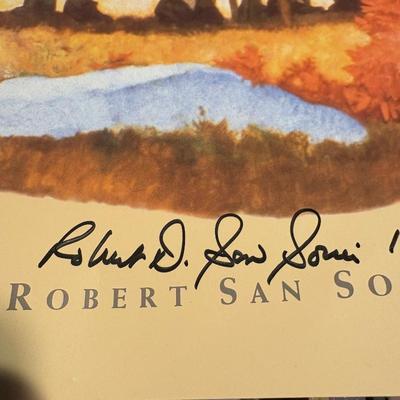 Robert D. San Souci '
ROBERT SAN SO